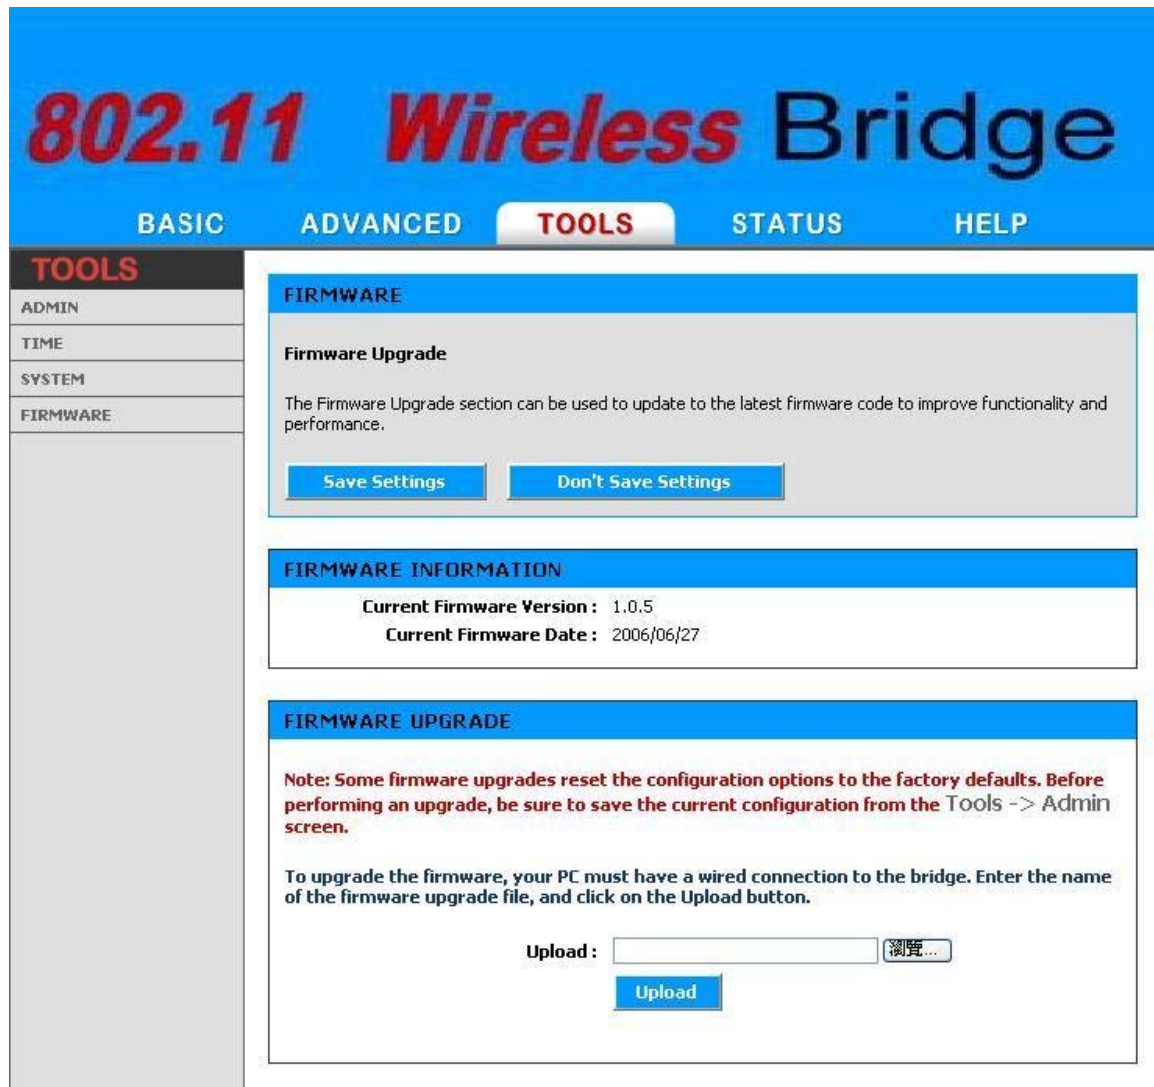 802.11 Wireless Bridge
BASIC ADVANCED TOOLS STATUS HELP
TOOLS
ADMIN
TIME
SYSTEM
FIRMWARE
FIRMWARE
Firmware Upgrade
The Firmware Upgrade section can be used to update to the latest firmware code to improve functionality and
performance.
Save Settings Don't Save Settings
FIRMWARE INFORMATION
Current Firmware Version : 1.0.5
Current Firmware Date : 2006/06/27
FIRMWARE UPGRADE
Note: Some firmware upgrades reset the configuration options to the factory defaults. Before
performing an upgrade, be sure to save the current configuration from the Tools -> Admin
screen.
To upgrade the firmware, your PC must have a wired connection to the bridge. Enter the name
of the firmware upgrade file, and click on the Upload button.
Upload : 瀏覽...
Upload